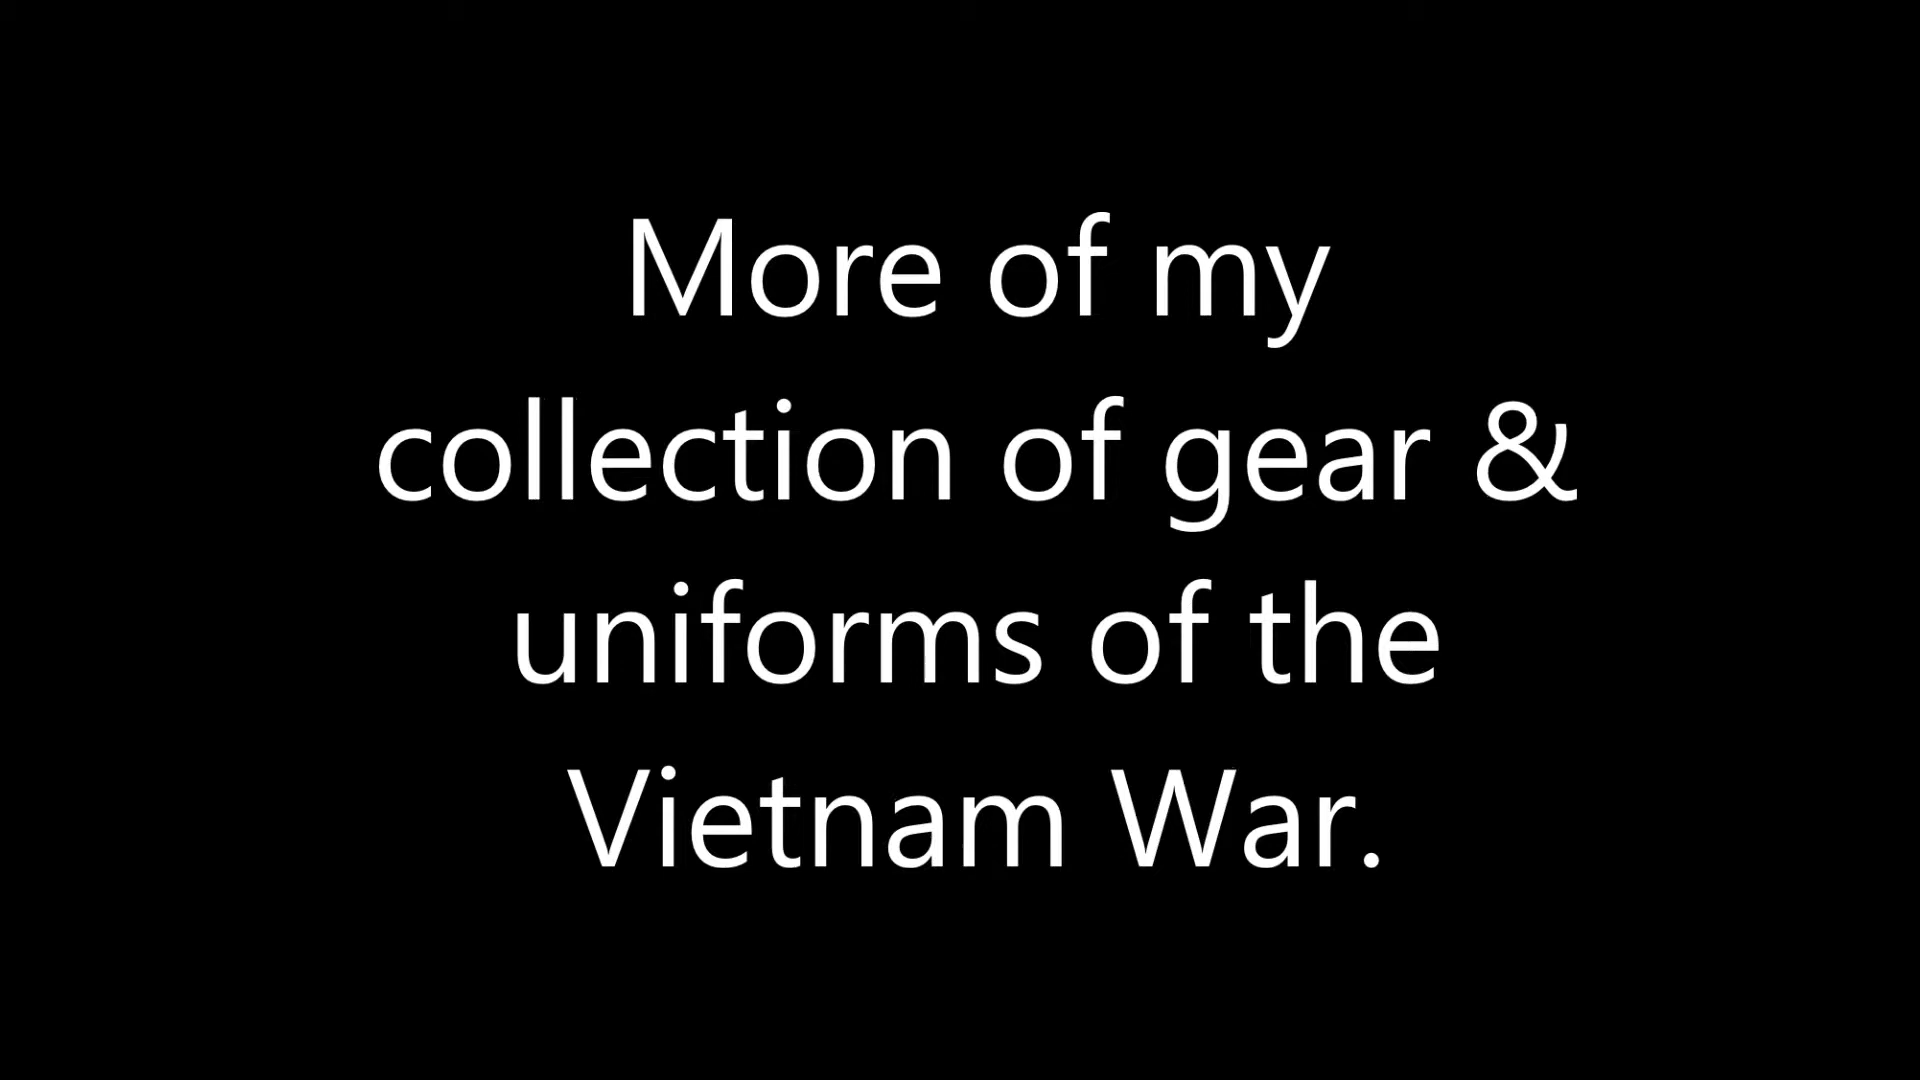 More of my
collection of gear &
uniforms of the
Vietnam War.